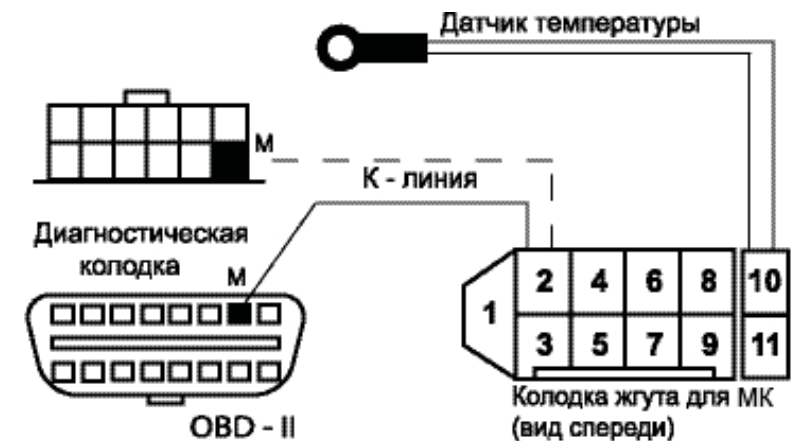 Датчик температуры
М
К - линия
Диагностическая
колодка
М
2 4 6 8 10
1
3 5 7 9 11
OBD - II
Колодка жгута для МК
(вид спереди)